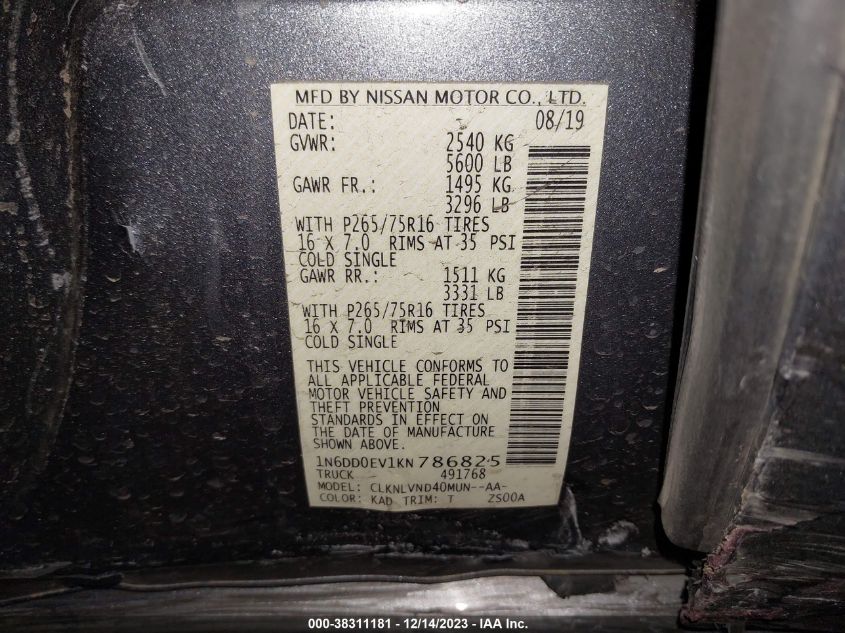 MFD BY NISSAN MOTOR CO., LTD.
DATE: 08/19
GVWR: 2540 KG
5600 LB
GAWR FR.: 1495 KG
3296 LB
WITH P265/75R16 TIRES
16 X 7.0 RIMS AT 35 PSI
COLD SINGLE
GAWR RR.: 1511 KG
3331 LB
WITH P265/75R16 TIRES
16 X 7.0 RIMS AT 35 PSI
COLD SINGLE
THIS VEHICLE CONFORMS TO
ALL APPLICABLE FEDERAL
MOTOR VEHICLE SAFETY AND
THEFT PREVENTION
STANDARDS IN EFFECT ON
THE DATE OF MANUFACTURE
SHOWN ABOVE.
1N6DD0EV1KN 786825
TRUCK 491768
MODEL: CLKNLVND40MUN--AA-
COLOR: KAD TRIM: T ZS00A
000-38311181 - 12/14/2023 - IAA Inc.